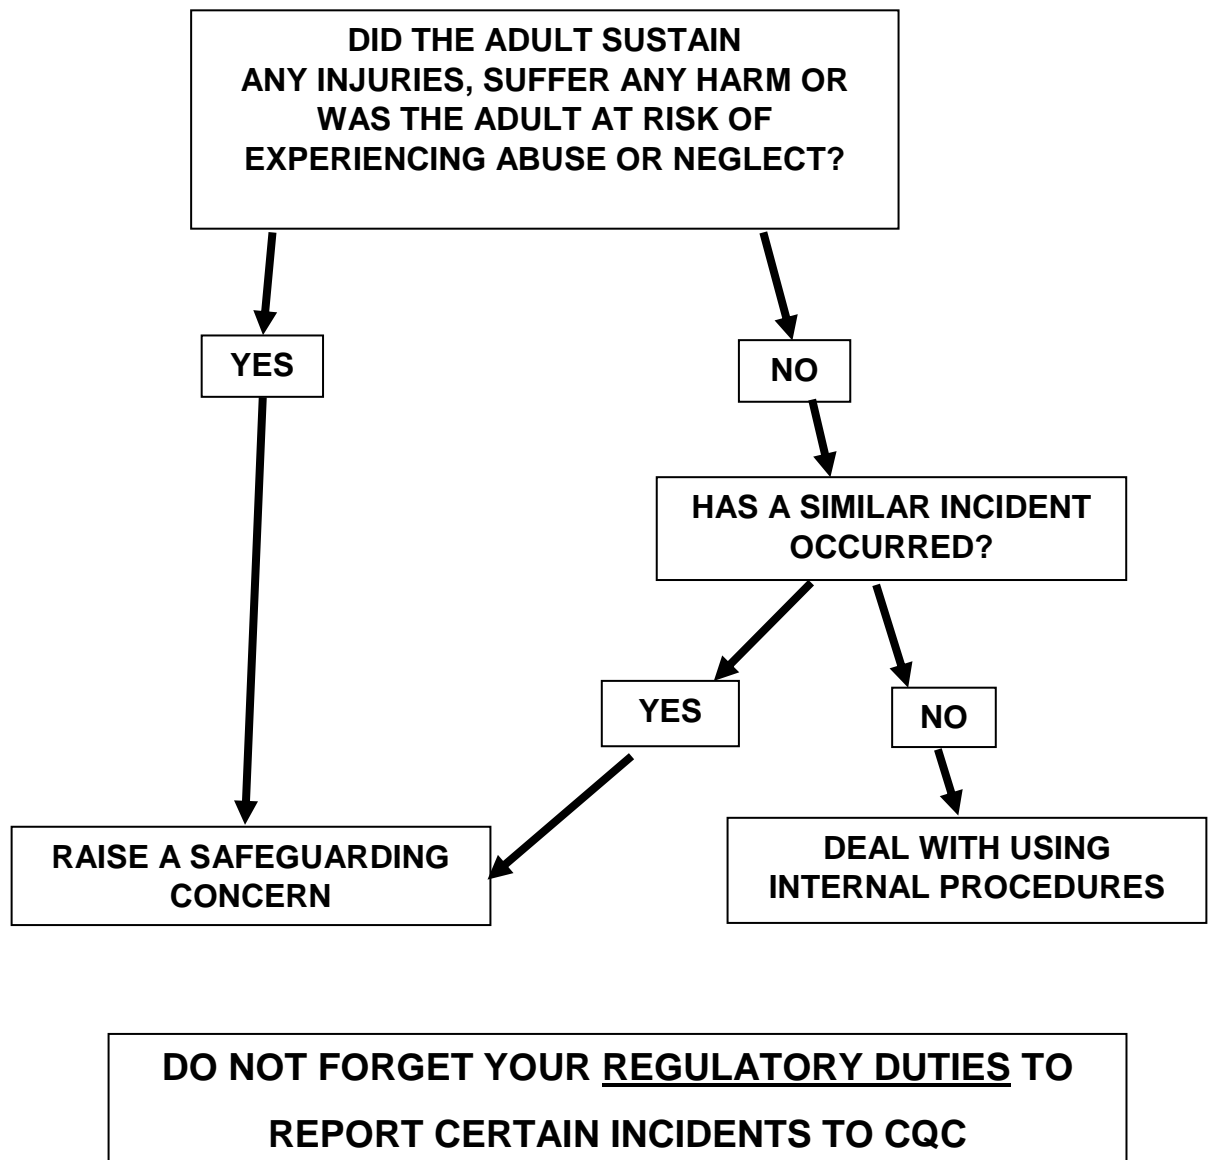 DID THE ADULT SUSTAIN
ANY INJURIES, SUFFER ANY HARM OR
WAS THE ADULT AT RISK OF
EXPERIENCING ABUSE OR NEGLECT?
YES
NO
HAS A SIMILAR INCIDENT
OCCURRED?
YES
NO
RAISE A SAFEGUARDING
CONCERN
DEAL WITH USING
INTERNAL PROCEDURES
DO NOT FORGET YOUR REGULATORY DUTIES TO
REPORT CERTAIN INCIDENTS TO CQC